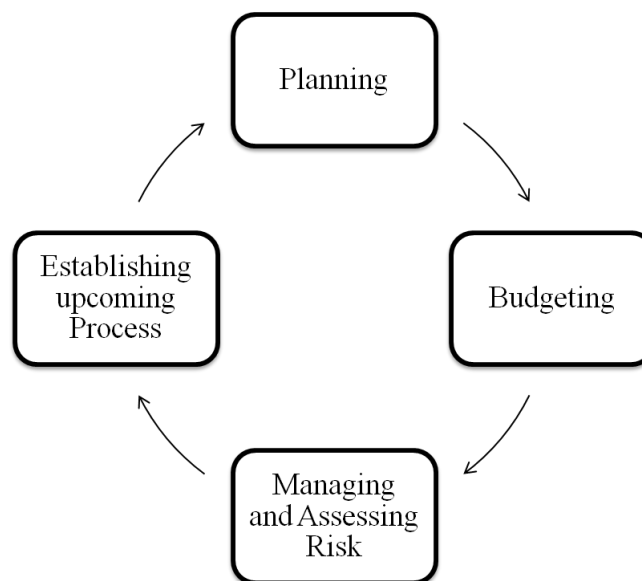 Planning
Budgeting
Managing
and Assessing
Risk
Establishing
upcoming
Process